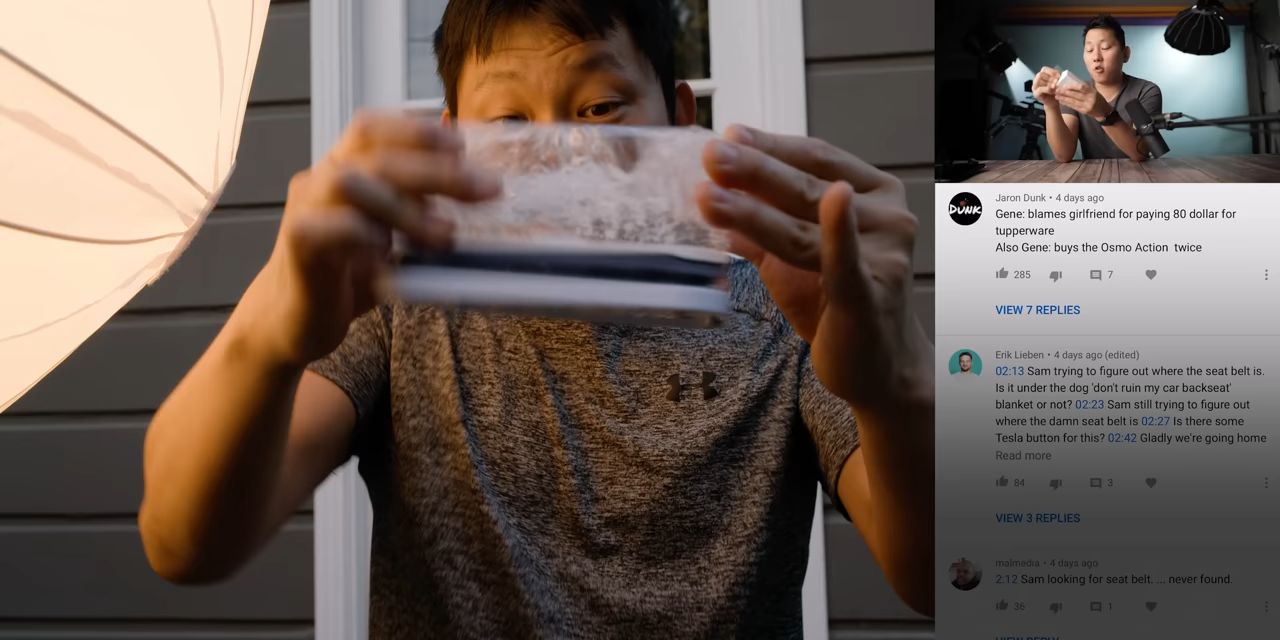 DUNK
Jaron Dunk • 4 days ago
Gene: blames girlfriend for paying 80 dollar for
tupperware
Also Gene: buys the Osmo Action  twice
285
7
VIEW 7 REPLIES
Erik Lieben • 4 days ago (edited)
02:13 Sam trying to figure out where the seat belt is.
Is it under the dog 'don't ruin my car backseat'
blanket or not? 02:23 Sam still trying to figure out
where the damn seat belt is 02:27 Is there some
Tesla button for this? 02:42 Gladly we're going home
Read more
84
3
VIEW 3 REPLIES
malmedia • 4 days ago
2:12 Sam looking for seat belt. ... never found.
36
1
VIEW REPLY